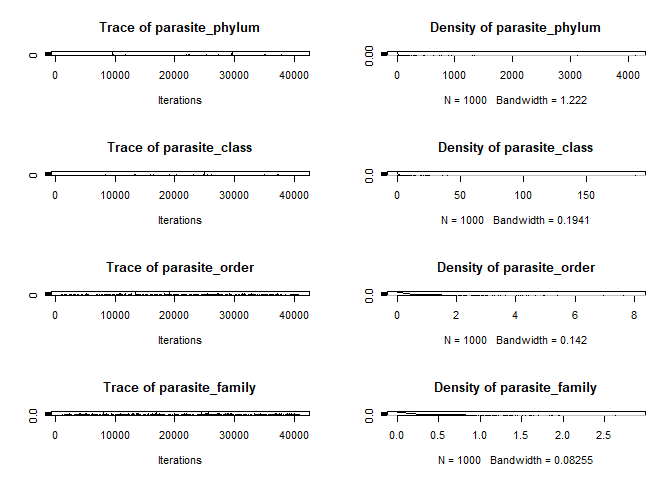 Trace of parasite_phylum
0
0 10000 20000 30000 40000
Iterations
Density of parasite_phylum
0.00
0 1000 2000 3000 4000
N = 1000 Bandwidth = 1.222
Trace of parasite_class
0
0 10000 20000 30000 40000
Iterations
Density of parasite_class
0.0
0 50 100 150
N = 1000 Bandwidth = 0.1941
Trace of parasite_order
0
0 10000 20000 30000 40000
Iterations
Density of parasite_order
0.0
0 2 4 6 8
N = 1000 Bandwidth = 0.142
Trace of parasite_family
0.0
0 10000 20000 30000 40000
Iterations
Density of parasite_family
0.0
0.0 0.5 1.0 1.5 2.0 2.5
N = 1000 Bandwidth = 0.08255